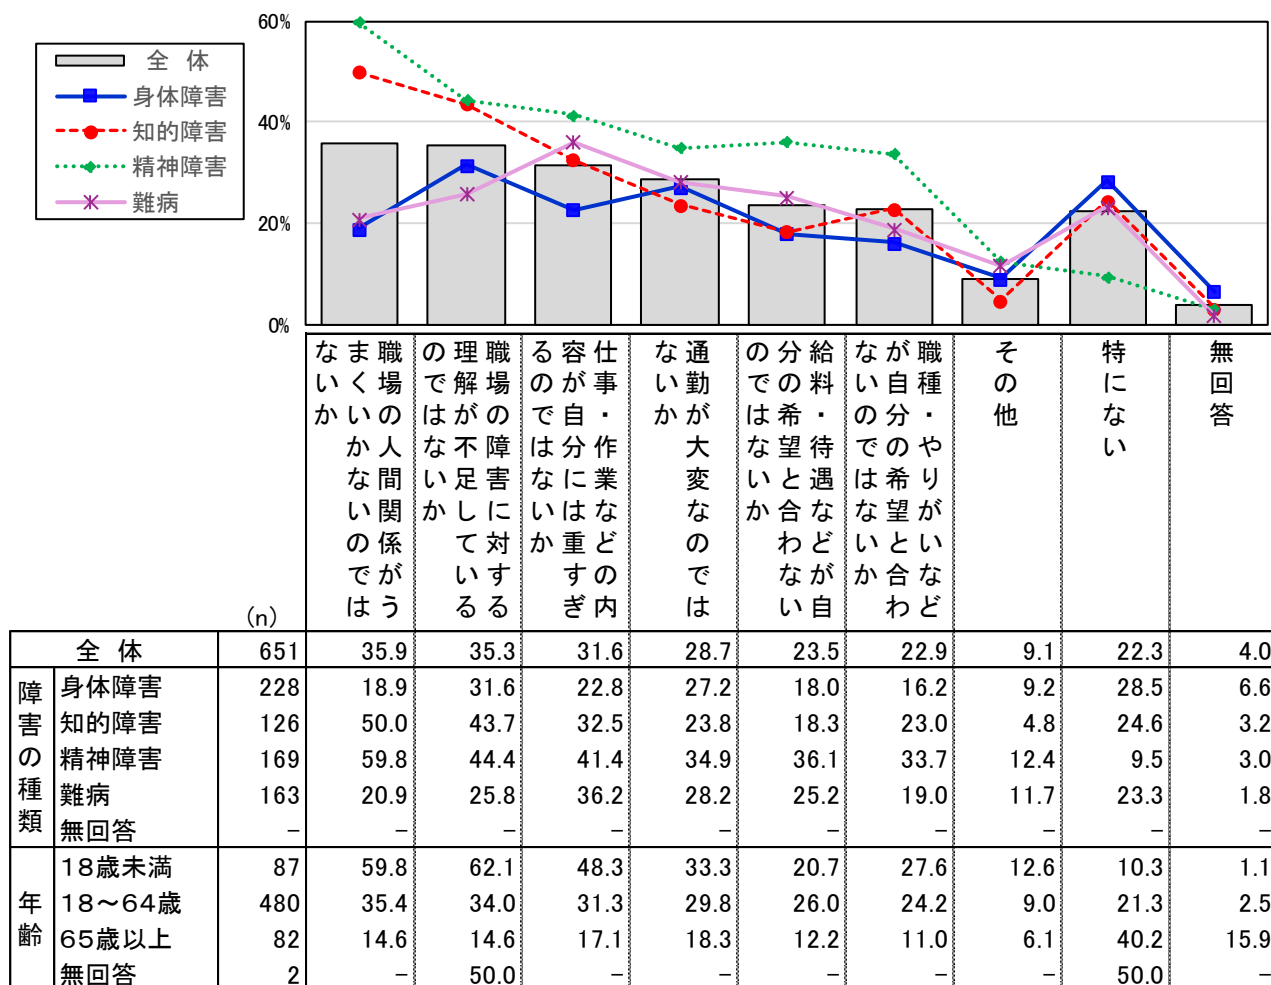 60%
40%
20%
0%
全 体
身体障害
知的障害
精神障害
難病
職場の人間関係がう
まくいかないのでは
ないか
職場の障害に対する
理解が不足している
のではないか
仕事・作業などの内
容が自分には重すぎ
るのではないか
通勤が大変なのでは
ないか
給料・待遇などが自
分の希望と合わない
のではないか
職種・やりがいなど
が自分の希望と合わ
ないのではないか
その他
特にない
無回答
(n)
全 体 651 35.9 35.3 31.6 28.7 23.5 22.9 9.1 22.3 4.0
障害の種類
身体障害 228 18.9 31.6 22.8 27.2 18.0 16.2 9.2 28.5 6.6
知的障害 126 50.0 43.7 32.5 23.8 18.3 23.0 4.8 24.6 3.2
精神障害 169 59.8 44.4 41.4 34.9 36.1 33.7 12.4 9.5 3.0
難病 163 20.9 25.8 36.2 28.2 25.2 19.0 11.7 23.3 1.8
無回答 – – – – – – – – – –
年齢
18歳未満 87 59.8 62.1 48.3 33.3 20.7 27.6 12.6 10.3 1.1
18～64歳 480 35.4 34.0 31.3 29.8 26.0 24.2 9.0 21.3 2.5
65歳以上 82 14.6 14.6 17.1 18.3 12.2 11.0 6.1 40.2 15.9
無回答 2 – 50.0 – – – – – 50.0 –